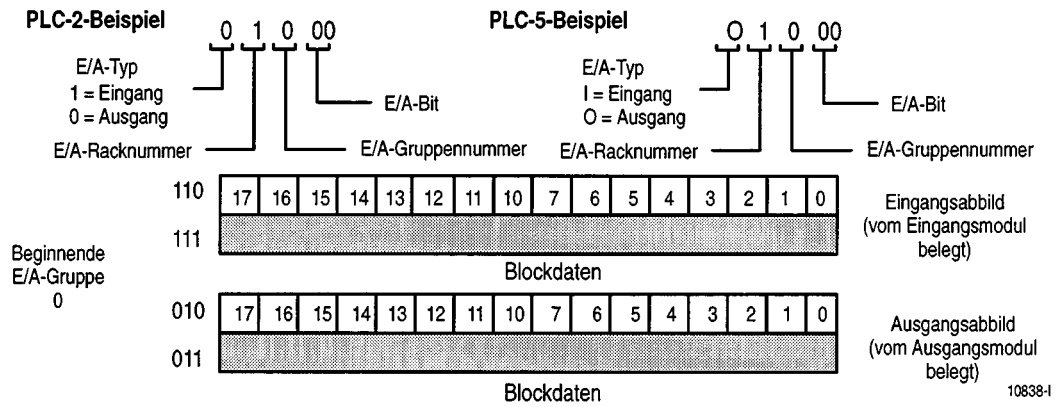 PLC-2-Beispiel
0 1 0 00
E/A-Typ
1 = Eingang
0 = Ausgang
E/A-Bit
E/A-Racknummer
E/A-Gruppennummer
PLC-5-Beispiel
O 1 0 00
E/A-Typ
I = Eingang
O = Ausgang
E/A-Bit
E/A-Racknummer
E/A-Gruppennummer
110 17 16 15 14 13 12 11 10 7 6 5 4 3 2 1 0
111
Eingangsabbild
(vom Eingangsmodul
belegt)
Blockdaten
Beginnende
E/A-Gruppe
0
010 17 16 15 14 13 12 11 10 7 6 5 4 3 2 1 0
011
Ausgangsabbild
(vom Ausgangsmodul
belegt)
Blockdaten
10838-I